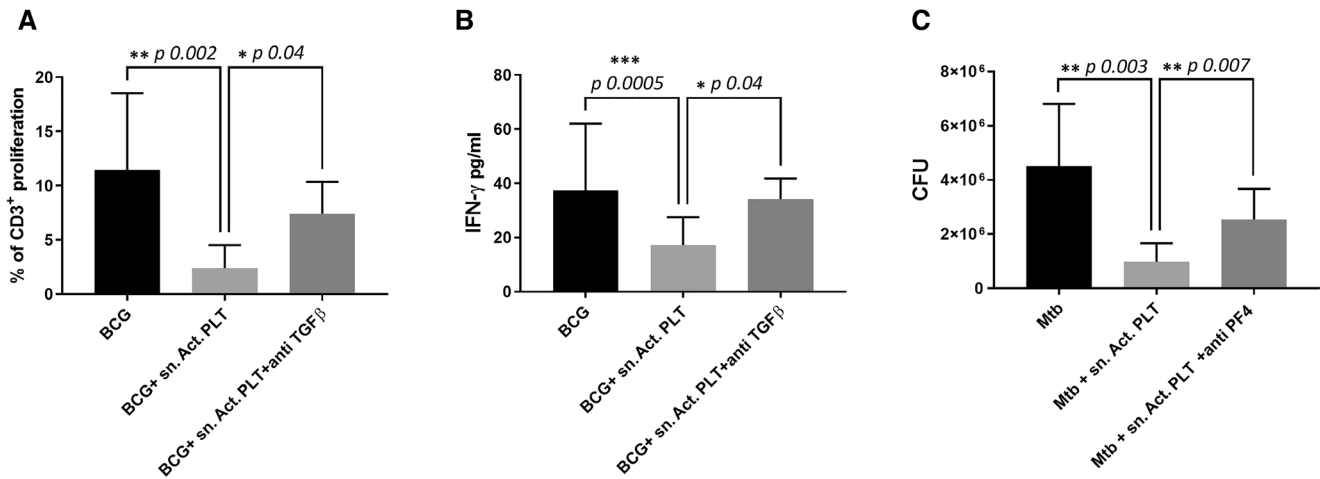 A
** p 0.002
* p 0.04
20
15
10
5
0
% of CD3⁺ proliferation
BCG
BCG+ sn. Act. PLT
BCG+ sn. Act. PLT+anti TGFβ
B
***
p 0.0005
* p 0.04
80
60
40
20
0
IFN-γ pg/ml
BCG
BCG+ sn. Act. PLT
BCG+ sn. Act. PLT+anti TGFβ
C
** p 0.003
** p 0.007
8×10⁶
6×10⁶
4×10⁶
2×10⁶
0
CFU
Mtb
Mtb + sn. Act. PLT
Mtb + sn. Act. PLT +anti PF4